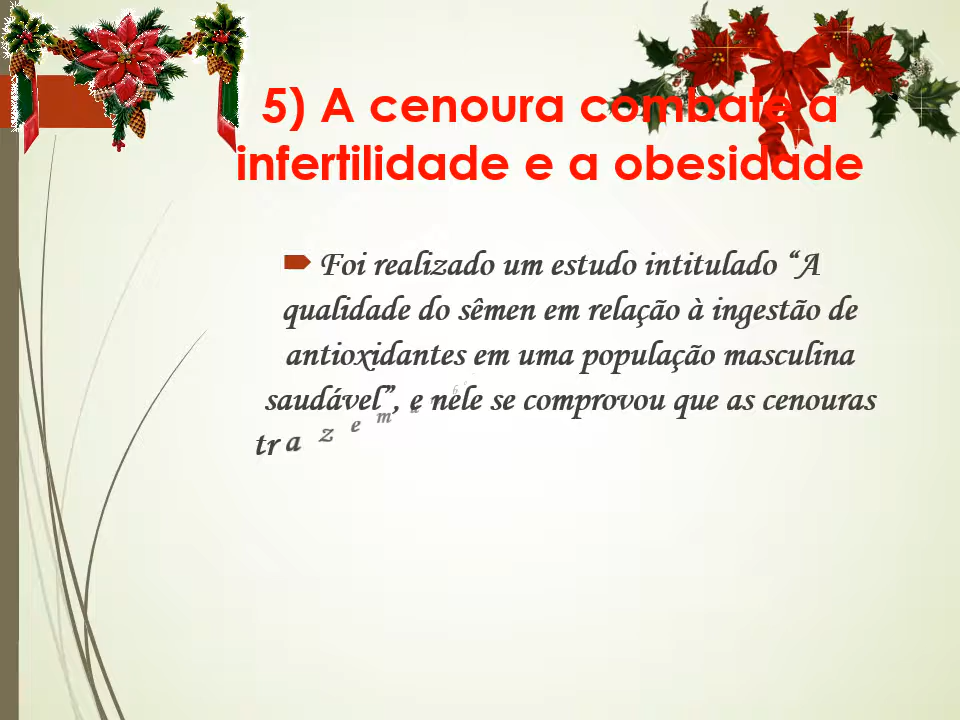 5) A cenoura combate a
infertilidade e a obesidade
Foi realizado um estudo intitulado “A
qualidade do sêmen em relação à ingestão de
antioxidantes em uma população masculina
saudável”, e nele se comprovou que as cenouras
trazem